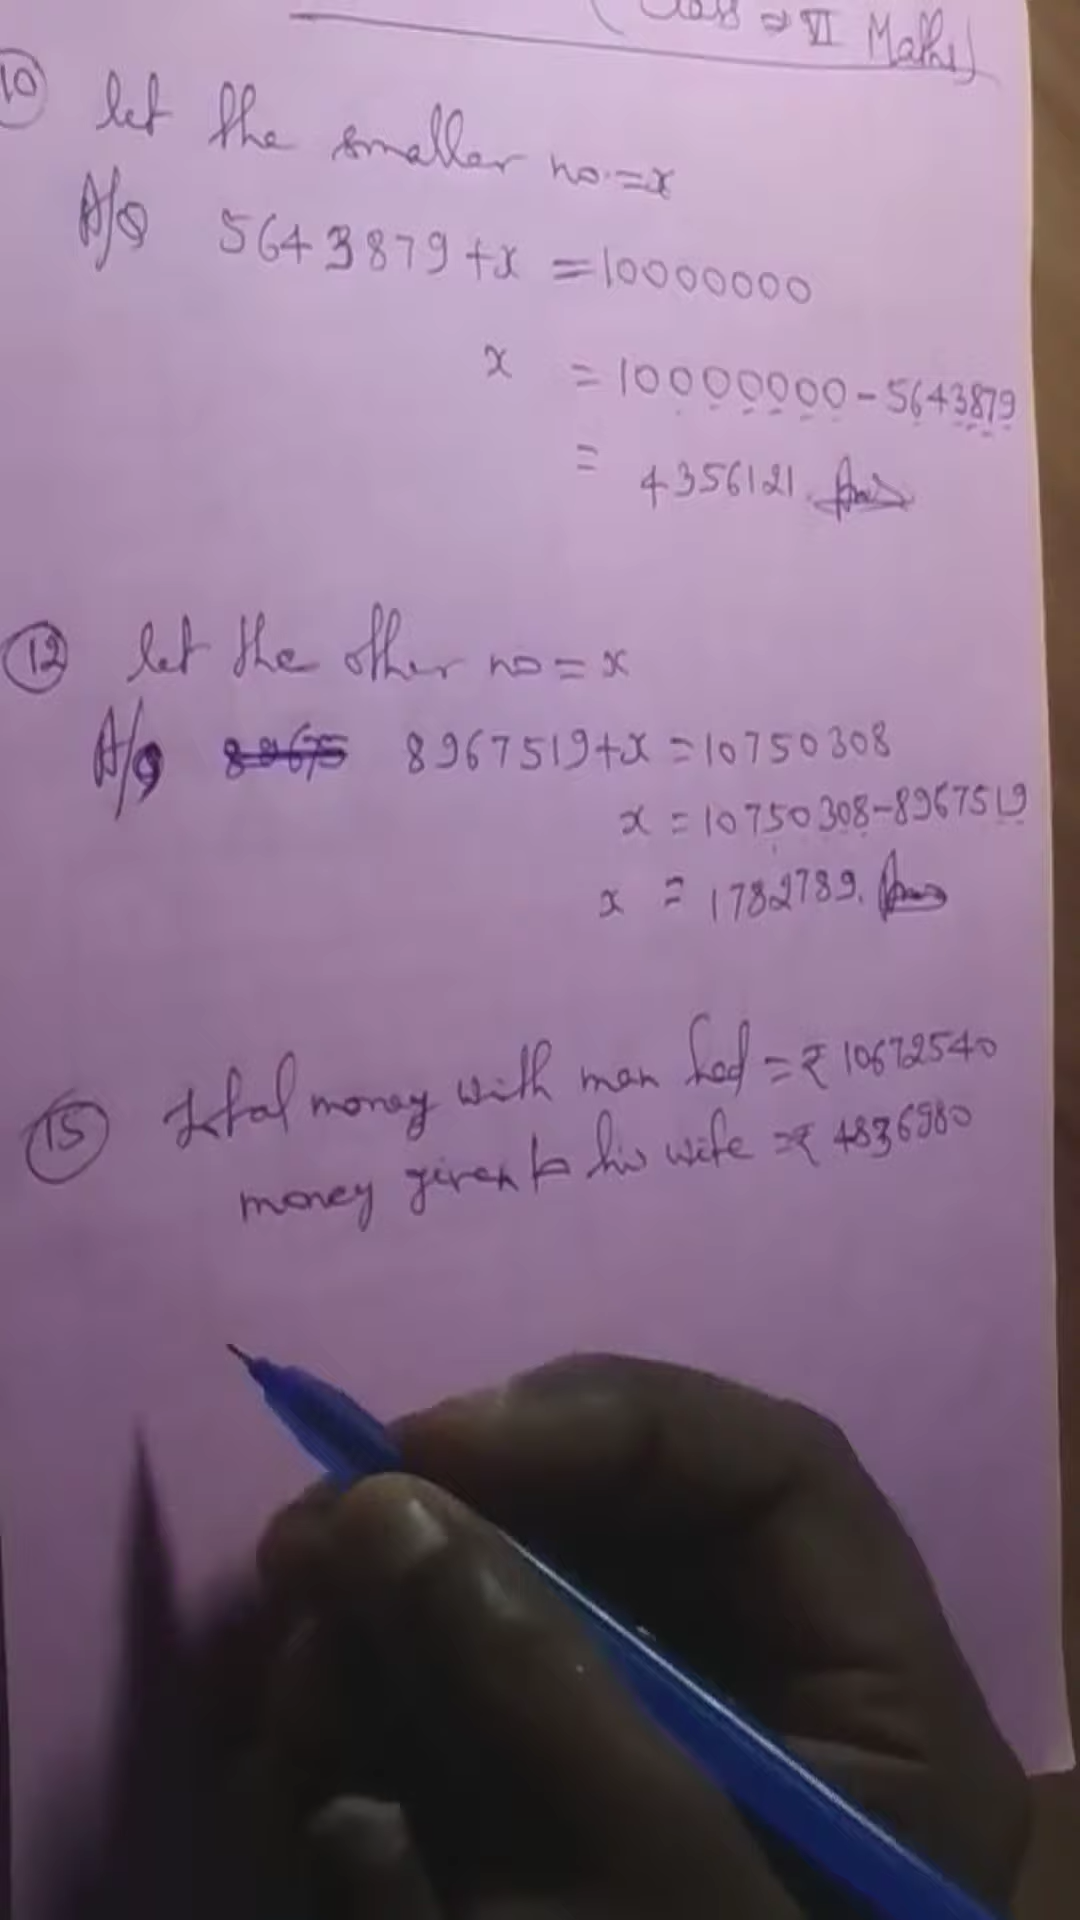 (Class ⇒ VI Maths)
10 let the smaller no.=x
A/Q 5643879+x =10000000
x =10000000-5643879
= 4356121. Ans
12 let the other no=x
A/Q 8967519+x=10750308
x=10750308-8967519
x = 1782789. Ans
15 Total money with man had =₹10672540
money given to his wife =₹4836980